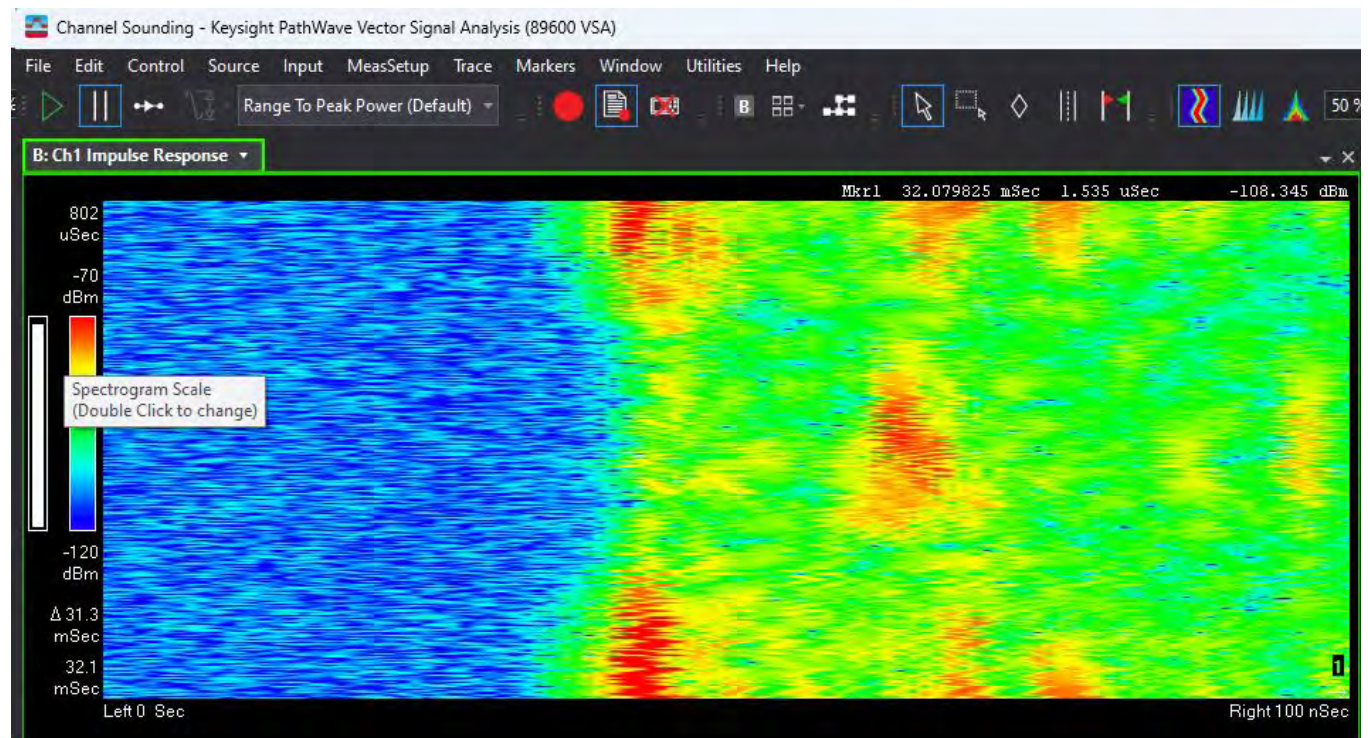 Channel Sounding - Keysight PathWave Vector Signal Analysis (89600 VSA)
File Edit Control Source Input MeasSetup Trace Markers Window Utilities Help
Range To Peak Power (Default) B 50 %
B: Ch1 Impulse Response
Mkr1 32.079825 mSec 1.535 uSec -108.345 dBm
802
uSec
-70
dBm
Spectrogram Scale
(Double Click to change)
-120
dBm
Δ 31.3
mSec
32.1
mSec
1
Left 0 Sec Right 100 nSec